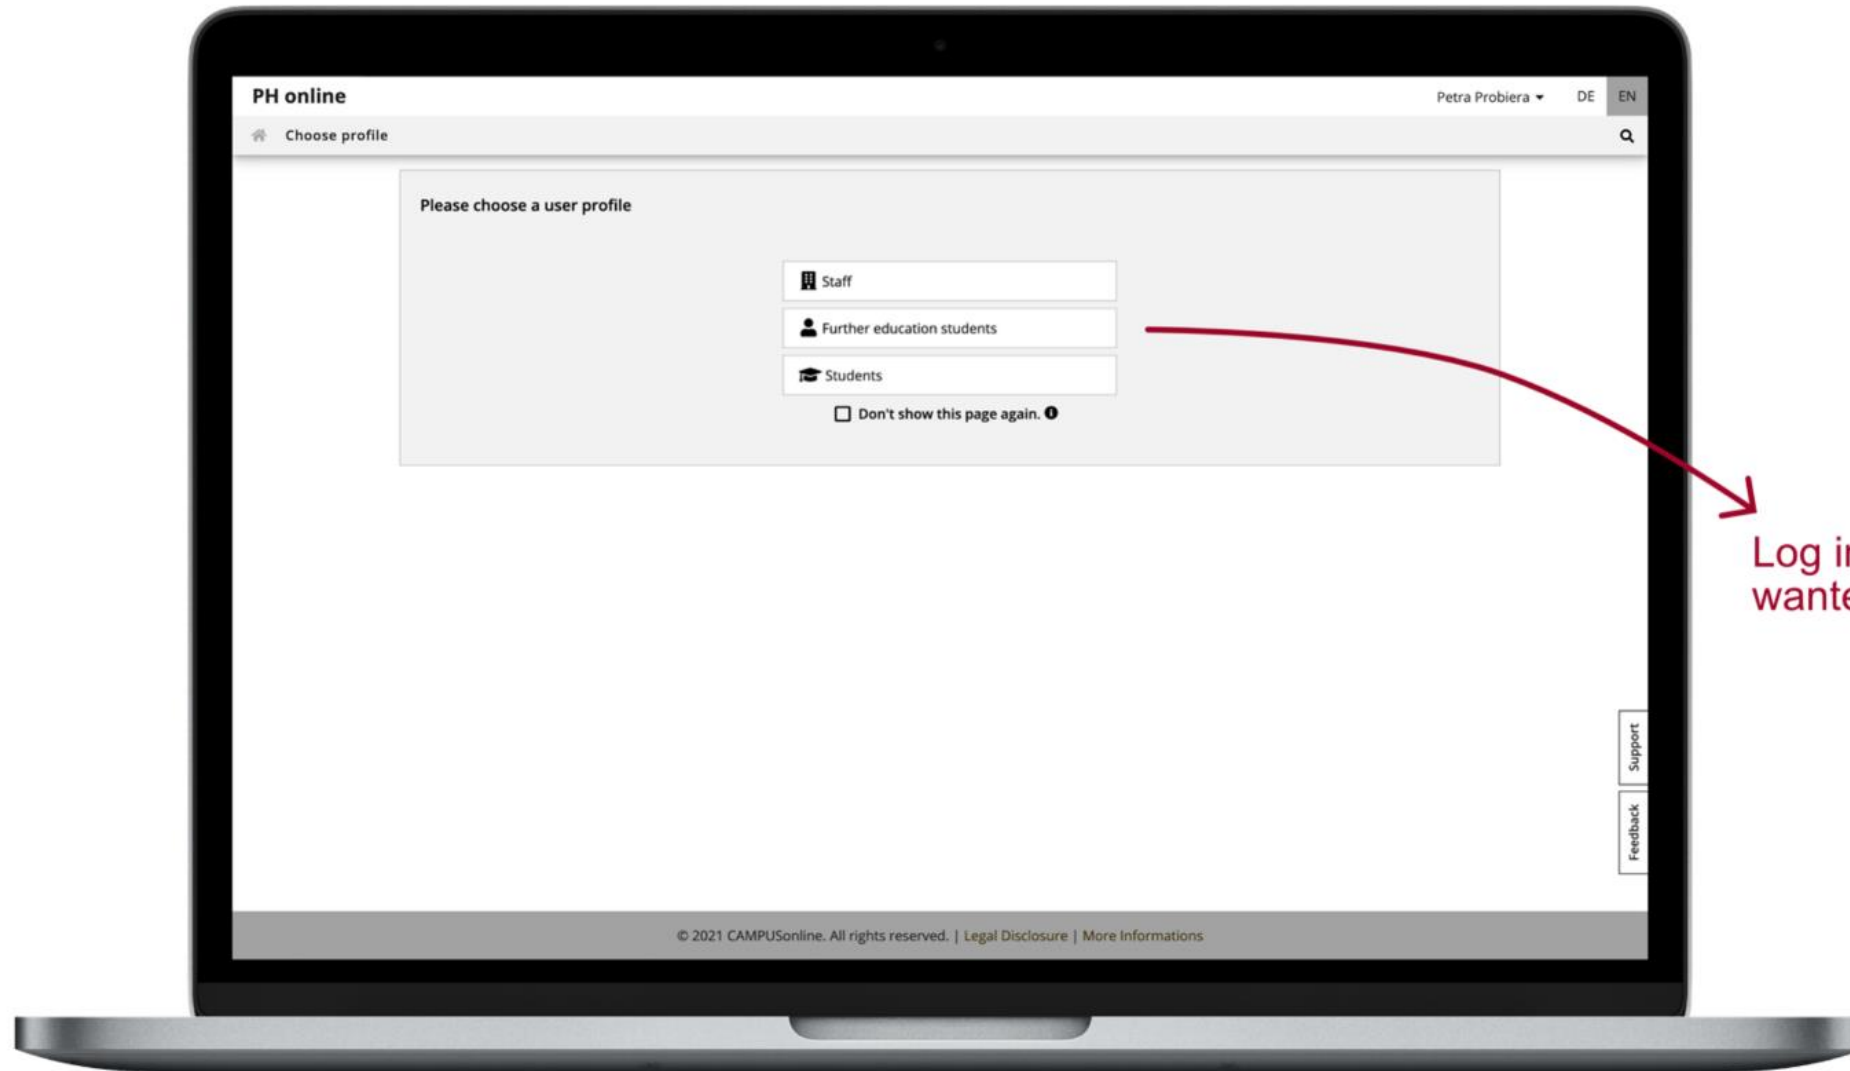 PH online
Petra Probiera
DE
EN
Choose profile
Please choose a user profile
Staff
Further education students
Students
Don't show this page again.
Log
Support
Feedback
© 2021 CAMPUSonline. All rights reserved. | Legal Disclosure | More Informations